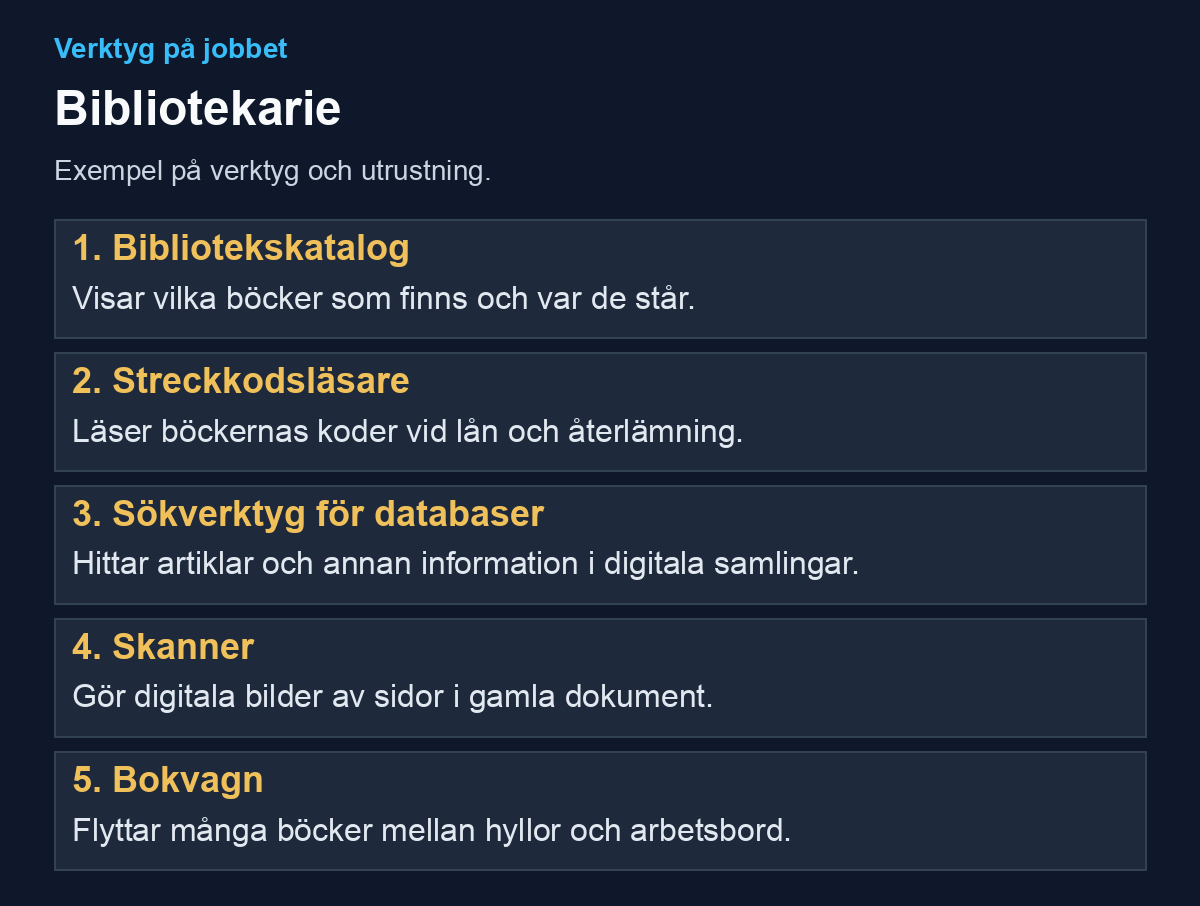 Verktyg på jobbet
Bibliotekarie
Exempel på verktyg och utrustning.
1. Bibliotekskatalog
Visar vilka böcker som finns och var de står.
2. Streckkodsläsare
Läser böckernas koder vid lån och återlämning.
3. Sökverktyg för databaser
Hittar artiklar och annan information i digitala samlingar.
4. Skanner
Gör digitala bilder av sidor i gamla dokument.
5. Bokvagn
Flyttar många böcker mellan hyllor och arbetsbord.